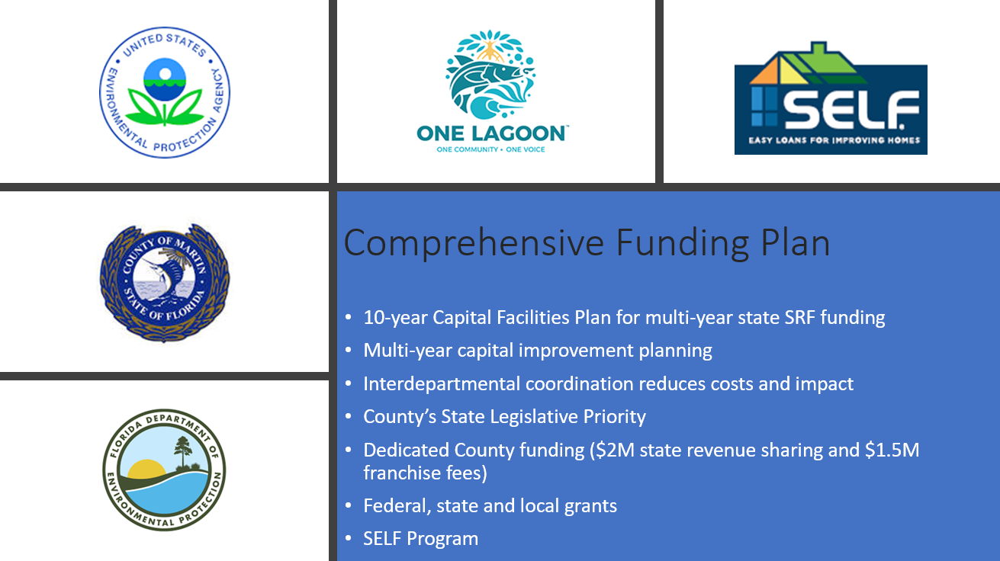 UNITED STATES
ENVIRONMENTAL PROTECTION AGENCY
ONE LAGOON™
ONE COMMUNITY • ONE VOICE
SELF
EASY LOANS FOR IMPROVING HOMES
COUNTY OF MARTIN
STATE OF FLORIDA
Comprehensive Funding Plan
• 10-year Capital Facilities Plan for multi-year state SRF funding
• Multi-year capital improvement planning
• Interdepartmental coordination reduces costs and impact
• County’s State Legislative Priority
• Dedicated County funding ($2M state revenue sharing and $1.5M
franchise fees)
• Federal, state and local grants
• SELF Program
FLORIDA DEPARTMENT OF
ENVIRONMENTAL PROTECTION